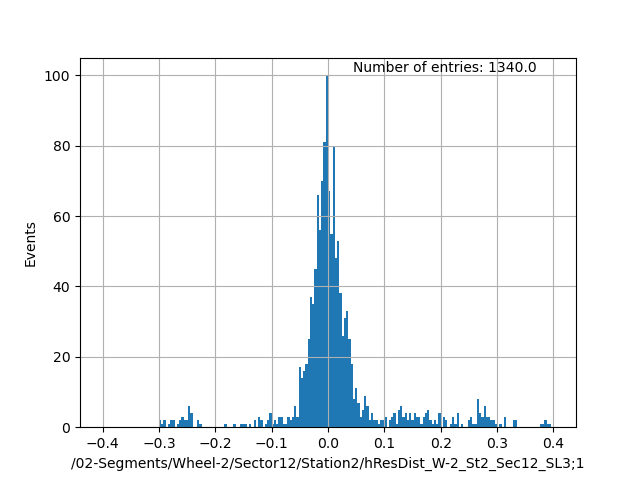 Number of entries: 1340.0
100
80
60
40
20
0
Events
−0.4 −0.3 −0.2 −0.1 0.0 0.1 0.2 0.3 0.4
/02-Segments/Wheel-2/Sector12/Station2/hResDist_W-2_St2_Sec12_SL3;1